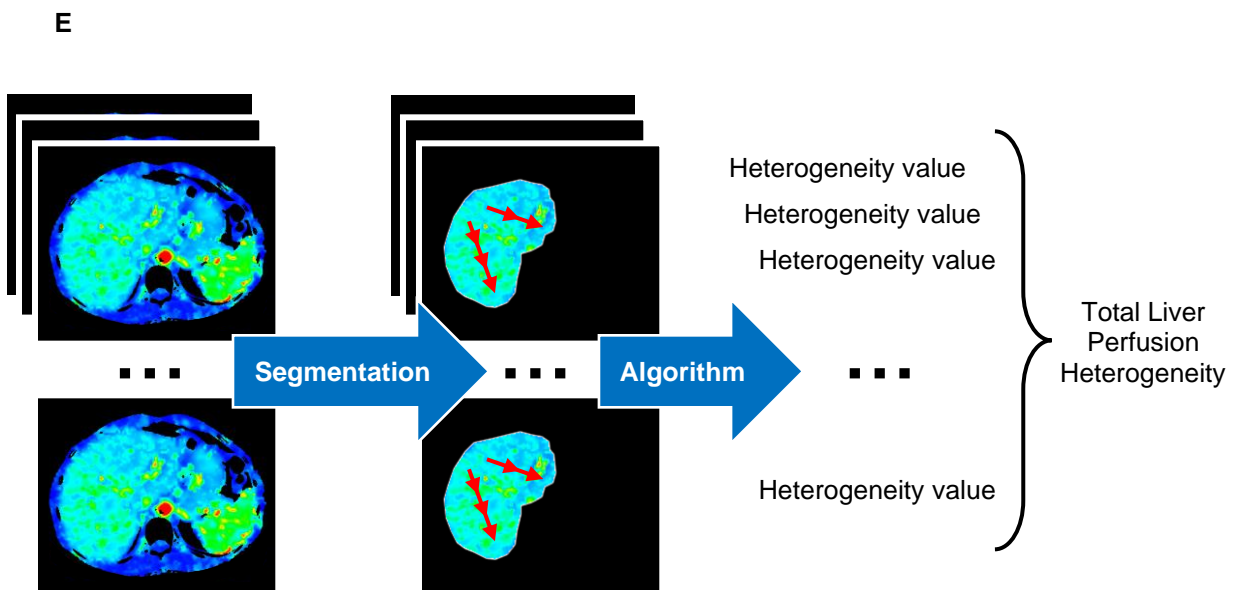 E
Heterogeneity value
Heterogeneity value
Heterogeneity value
Segmentation
Algorithm
Total Liver
Perfusion
Heterogeneity
Heterogeneity value